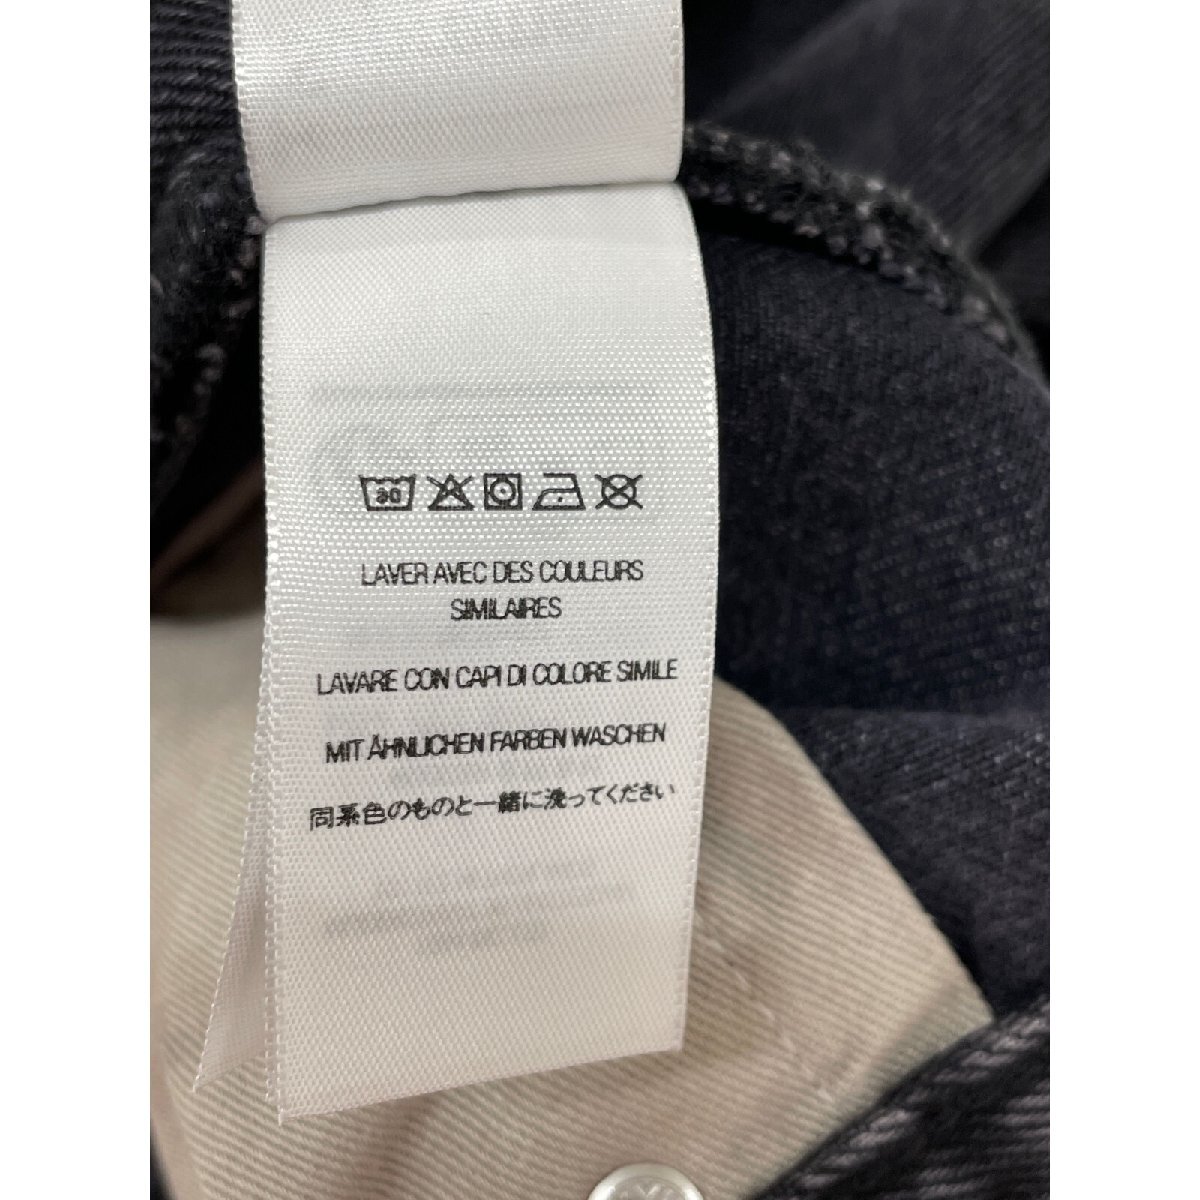 30
LAVER AVEC DES COULEURS
SIMILAIRES
LAVARE CON CAPI DI COLORE SIMILE
MIT ÄHNLICHEN FARBEN WASCHEN
同系色のものと一緒に洗ってください